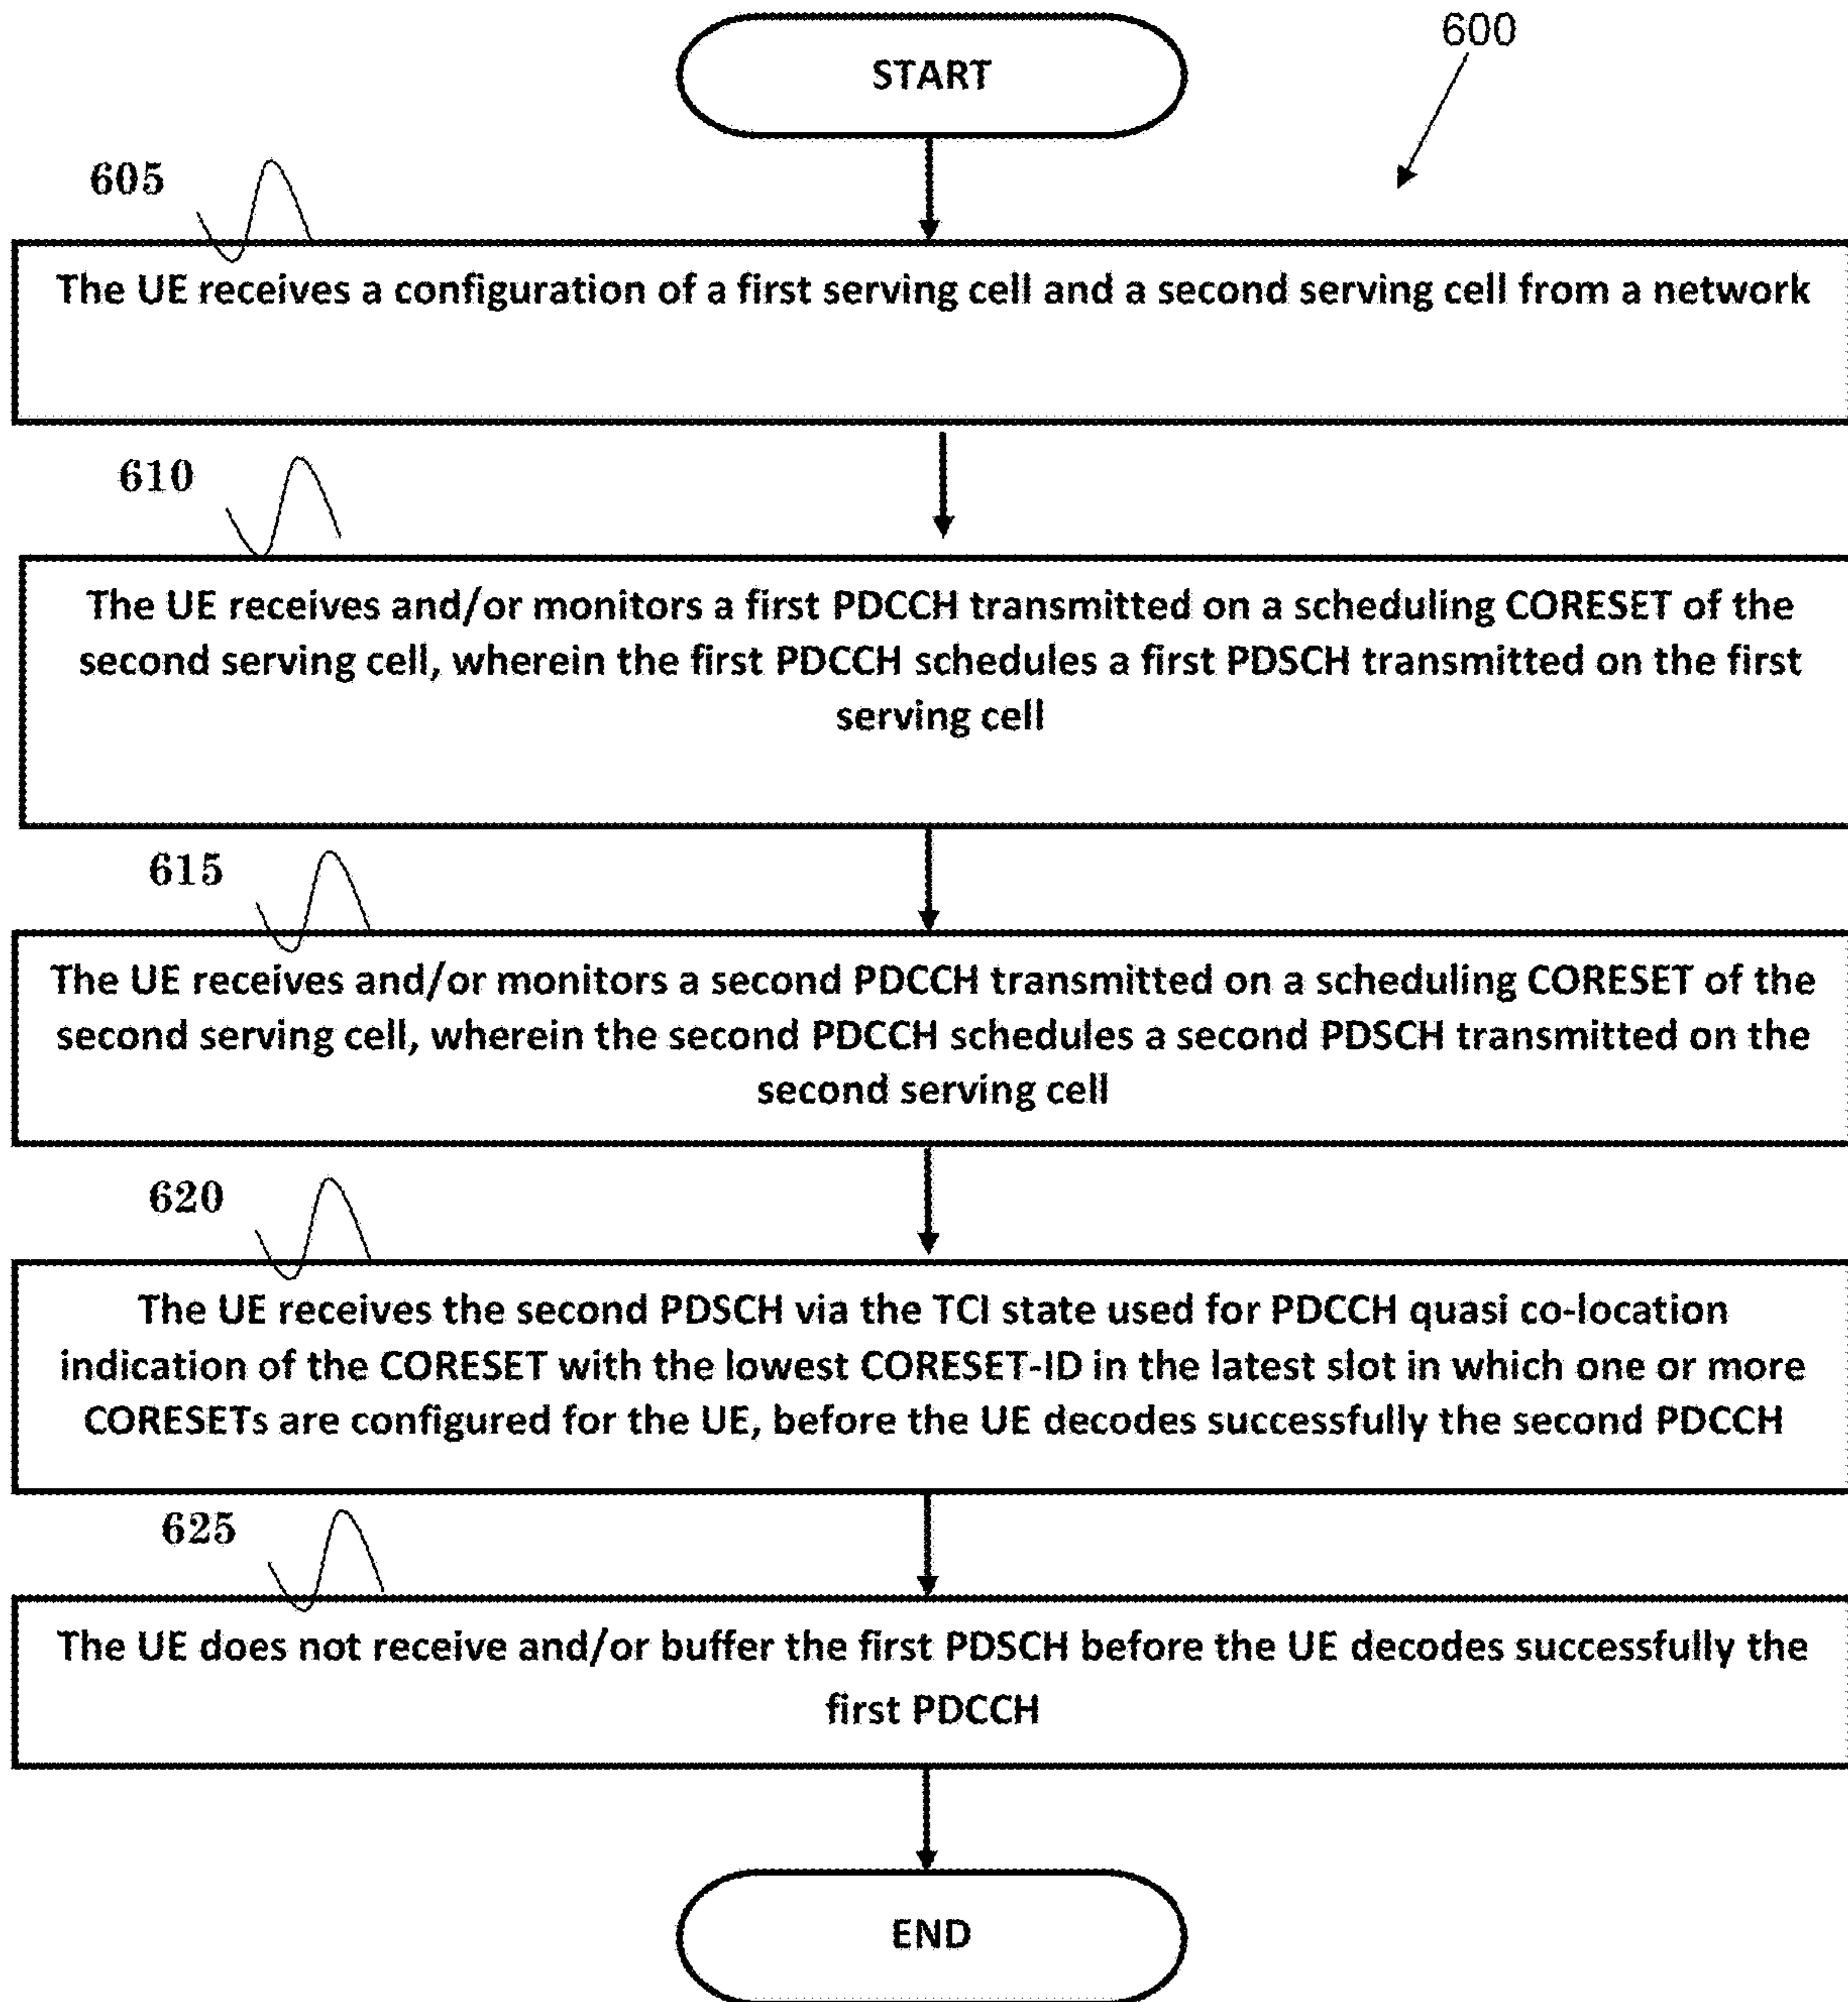 START
600
605
The UE receives a configuration of a first serving cell and a second serving cell from a network
610
The UE receives and/or monitors a first PDCCH transmitted on a scheduling CORESET of the
second serving cell, wherein the first PDCCH schedules a first PDSCH transmitted on the first
serving cell
615
The UE receives and/or monitors a second PDCCH transmitted on a scheduling CORESET of the
second serving cell, wherein the second PDCCH schedules a second PDSCH transmitted on the
second serving cell
620
The UE receives the second PDSCH via the TCI state used for PDCCH quasi co-location
indication of the CORESET with the lowest CORESET-ID in the latest slot in which one or more
CORESETs are configured for the UE, before the UE decodes successfully the second PDCCH
625
The UE does not receive and/or buffer the first PDSCH before the UE decodes successfully the
first PDCCH
END